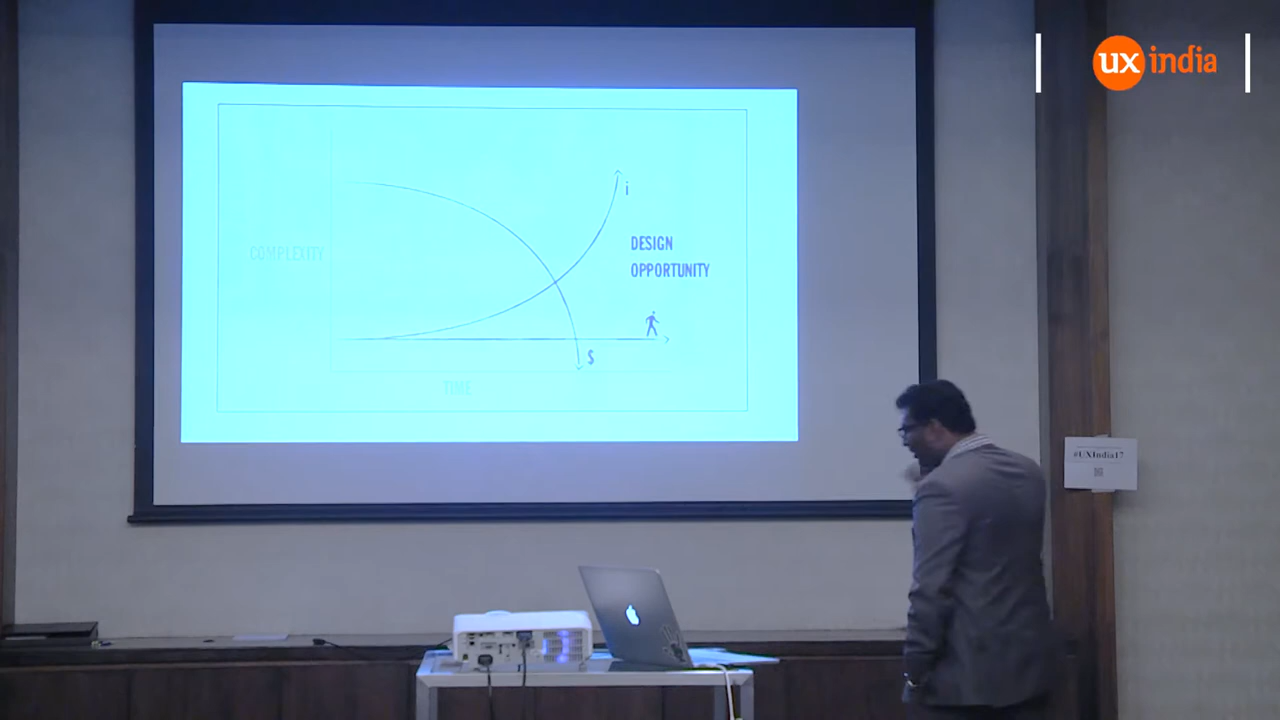 ux india
i
DESIGN
OPPORTUNITY
COMPLEXITY
$
TIME
#UXIndia17